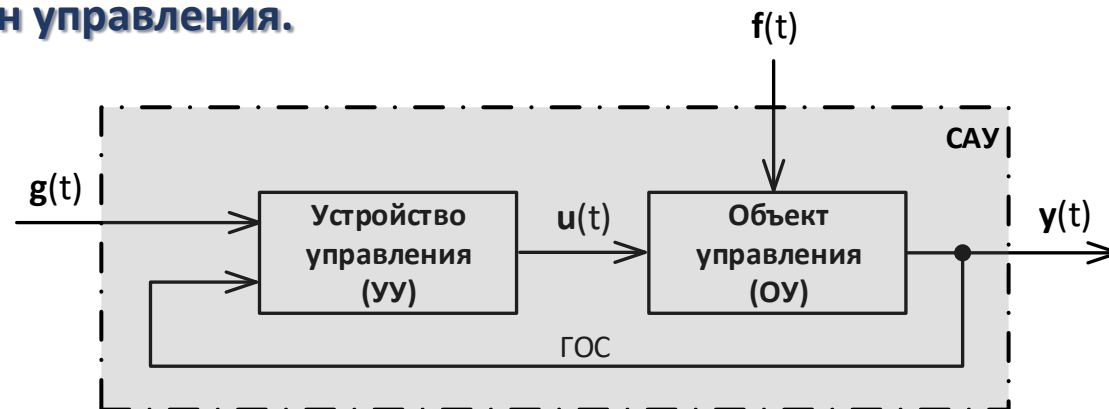 н управления.
f(t)
САУ
g(t)
Устройство
управления
(УУ)
u(t)
Объект
управления
(ОУ)
y(t)
ГОС